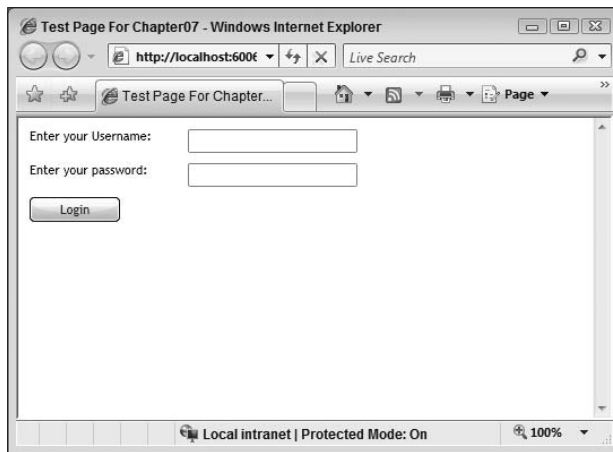 Test Page For Chapter07 - Windows Internet Explorer
http://localhost:6006
Live Search
Test Page For Chapter...
Page
Enter your Username:
Enter your password:
Login
Local intranet | Protected Mode: On
100%